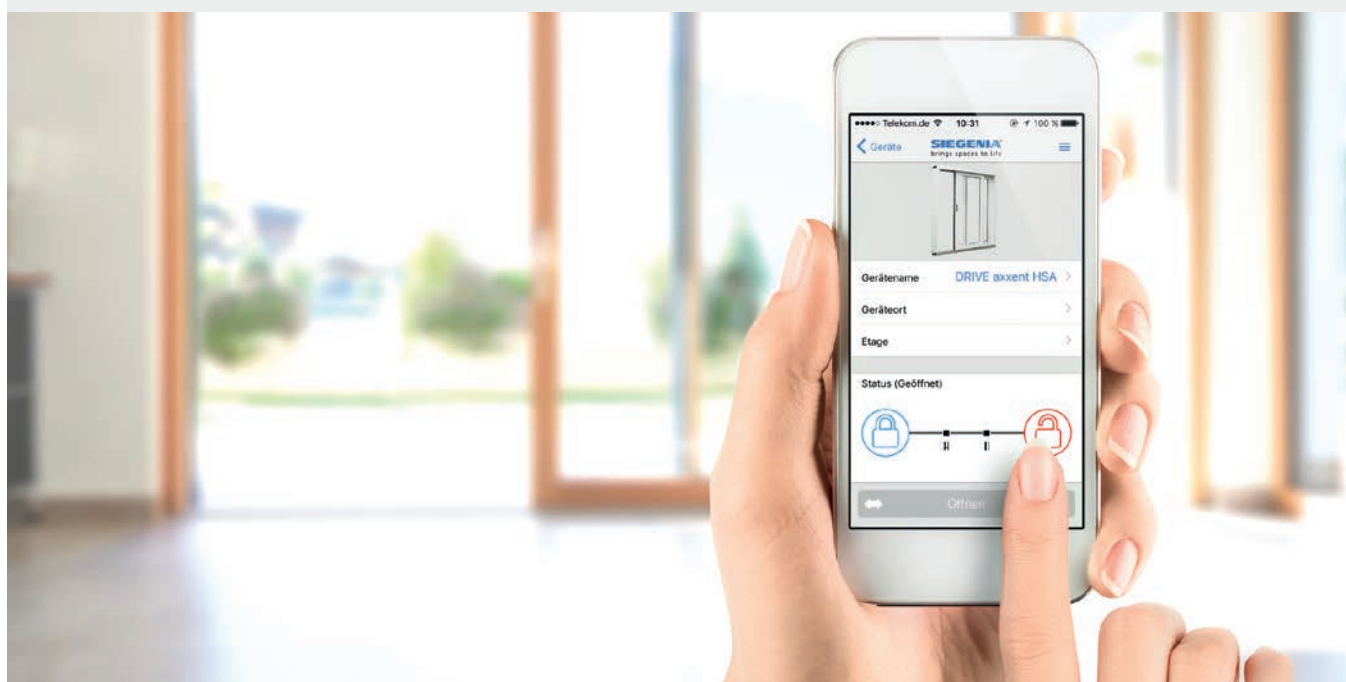 Telekom.de 10:31 100 %
Geräte SIEGENIA
brings spaces to life
Gerätename DRIVE axxent HSA
Geräteort
Etage
Status (Geöffnet)
Öffnen